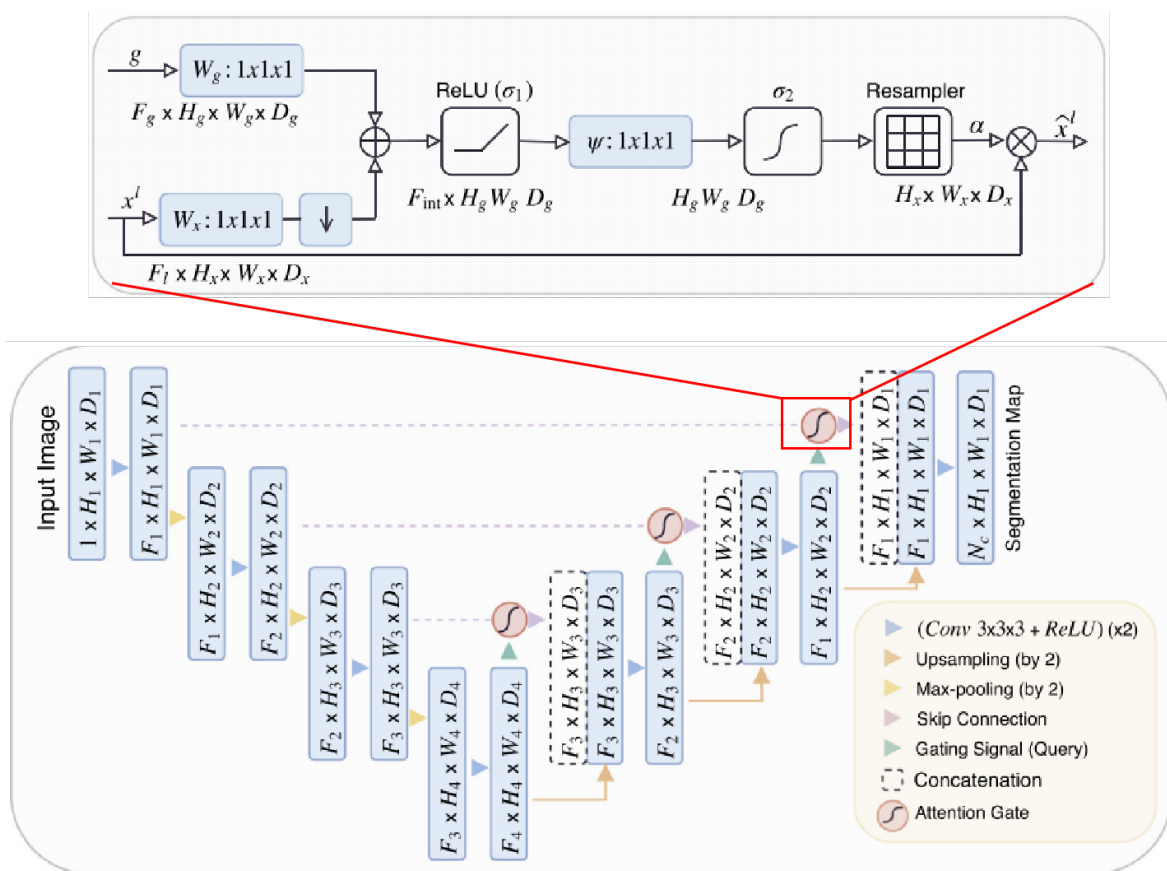 g
W_g : 1x1x1
F_g x H_g x W_g x D_g
ReLU (σ_1)
σ_2
Resampler
ψ : 1x1x1
α
x̂^l
F_int x H_g W_g D_g
H_g W_g D_g
H_x x W_x x D_x
x^l
W_x : 1x1x1
F_l x H_x x W_x x D_x
Input Image
1 x H_1 x W_1 x D_1
F_1 x H_1 x W_1 x D_1
F_1 x H_2 x W_2 x D_2
F_2 x H_2 x W_2 x D_2
F_2 x H_3 x W_3 x D_3
F_3 x H_3 x W_3 x D_3
F_3 x H_4 x W_4 x D_4
F_4 x H_4 x W_4 x D_4
F_3 x H_3 x W_3 x D_3
F_3 x H_3 x W_3 x D_3
F_2 x H_3 x W_3 x D_3
F_2 x H_2 x W_2 x D_2
F_2 x H_2 x W_2 x D_2
F_1 x H_2 x W_2 x D_2
F_1 x H_1 x W_1 x D_1
F_1 x H_1 x W_1 x D_1
N_c x H_1 x W_1 x D_1
Segmentation Map
(Conv 3x3x3 + ReLU) (x2)
Upsampling (by 2)
Max-pooling (by 2)
Skip Connection
Gating Signal (Query)
Concatenation
Attention Gate